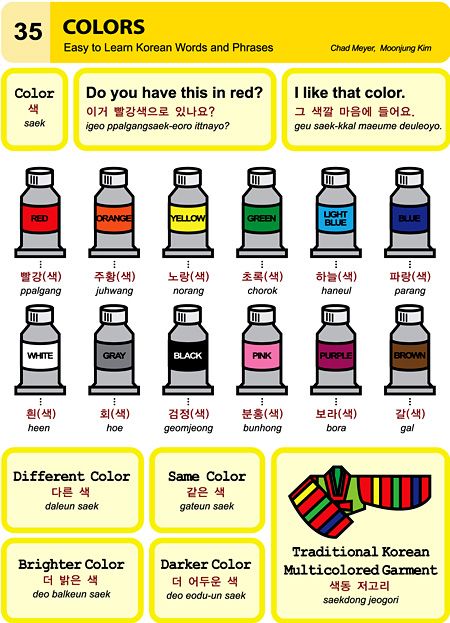 35
COLORS
Easy to Learn Korean Words and Phrases
Chad Meyer, Moonjung Kim
Color
색
saek
Do you have this in red?
이거 빨강색으로 있나요?
igeo ppalgangsaek-eoro ittnayo?
I like that color.
그 색깔 마음에 들어요.
geu saek-kkal maeume deuleoyo.
RED
ORANGE
YELLOW
GREEN
LIGHT
BLUE
BLUE
빨강(색)
주황(색)
노랑(색)
초록(색)
하늘(색)
파랑(색)
ppalgang
juhwang
norang
chorok
haneul
parang
WHITE
GRAY
BLACK
PINK
PURPLE
BROWN
흰(색)
회(색)
검정(색)
분홍(색)
보라(색)
갈(색)
heen
hoe
geomjeong
bunhong
bora
gal
Different Color
다른 색
daleun saek
Same Color
같은 색
gateun saek
Brighter Color
더 밝은 색
deo balkeun saek
Darker Color
더 어두운 색
deo eodu-un saek
Traditional Korean
Multicolored Garment
색동 저고리
saekdong jeogori